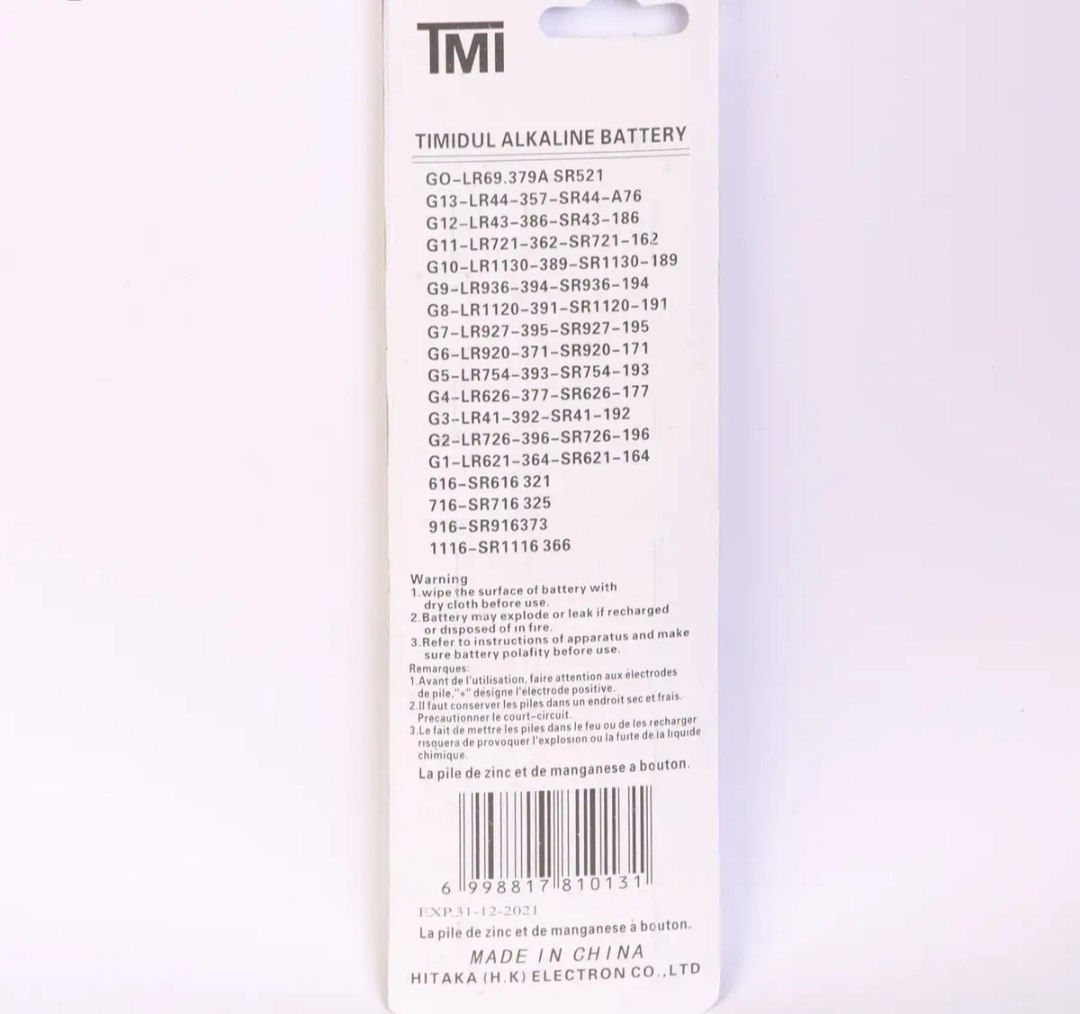 TMI
TIMIDUL ALKALINE BATTERY
GO-LR69.379A SR521
G13-LR44-357-SR44-A76
G12-LR43-386-SR43-186
G11-LR721-362-SR721-162
G10-LR1130-389-SR1130-189
G9-LR936-394-SR936-194
G8-LR1120-391-SR1120-191
G7-LR927-395-SR927-195
G6-LR920-371-SR920-171
G5-LR754-393-SR754-193
G4-LR626-377-SR626-177
G3-LR41-392-SR41-192
G2-LR726-396-SR726-196
G1-LR621-364-SR621-164
616-SR616 321
716-SR716 325
916-SR916373
1116-SR1116 366
Warning
1.wipe the surface of battery with
dry cloth before use.
2.Battery may explode or leak if recharged
or disposed of in fire.
3.Refer to instructions of apparatus and make
sure battery polafity before use.
Remarques:
1.Avant de l'utilisation, faire attention aux électrodes
de pile,"+" désigne l'électrode positive.
2.Il faut conserver les piles dans un endroit sec et frais.
Precautionner le court-circuit.
3.Le fait de mettre les piles dans le feu ou de les recharger
risquera de provoquer l'explosion ou la fuite de la liquide
chimique.
La pile de zinc et de manganese a bouton.
6 998817 810131
EXP.31-12-2021
La pile de zinc et de manganese à bouton.
MADE IN CHINA
HITAKA (H.K) ELECTRON CO.,LTD